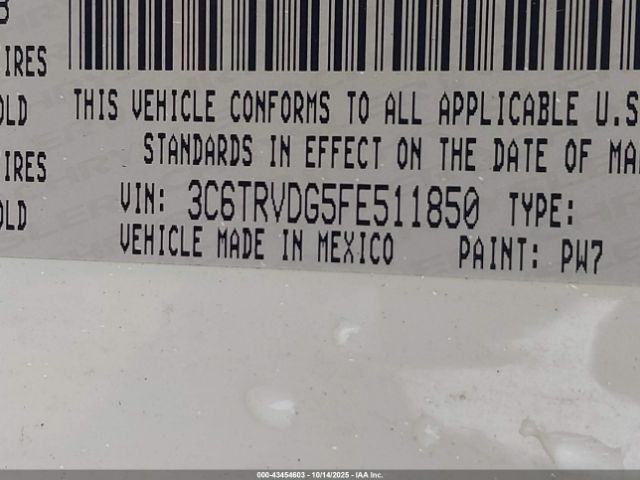 8
IRES
OLD
THIS VEHICLE CONFORMS TO ALL APPLICABLE U.S
STANDARDS IN EFFECT ON THE DATE OF MA
IRES
VIN: 3C6TRVDG5FE511850 TYPE:
OLD
VEHICLE MADE IN MEXICO PAINT: PW7
000-43454603 - 10/14/2025 - IAA Inc.